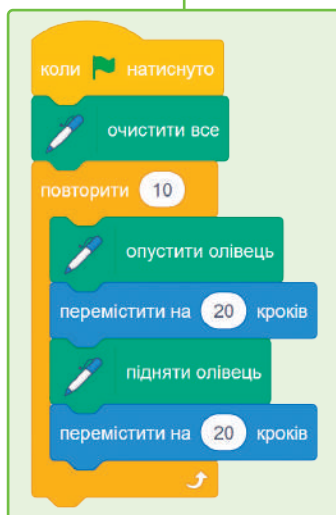 коли натиснуто
очистити все
повторити 10
опустити олівець
перемістити на 20 кроків
підняти олівець
перемістити на 20 кроків